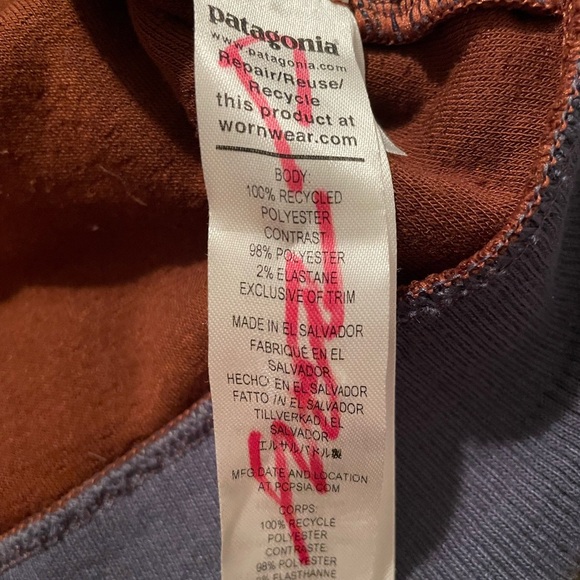 patagonia
www.patagonia.com
Repair/Reuse/
Recycle
this product at
wornwear.com
BODY:
100% RECYCLED
POLYESTER
CONTRAST:
98% POLYESTER
2% ELASTANE
EXCLUSIVE OF TRIM
MADE IN EL SALVADOR
FABRIQUÉ EN EL
SALVADOR
HECHO EN EL SALVADOR
FATTO IN EL SALVADOR
TILLVERKAD I EL
SALVADOR
エルサルバドル製
MFG DATE AND LOCATION
AT PCPSIA.COM
CORPS:
100% RECYCLÉ
POLYESTER
CONTRASTE:
98% POLYESTER
2% ELASTHANNE